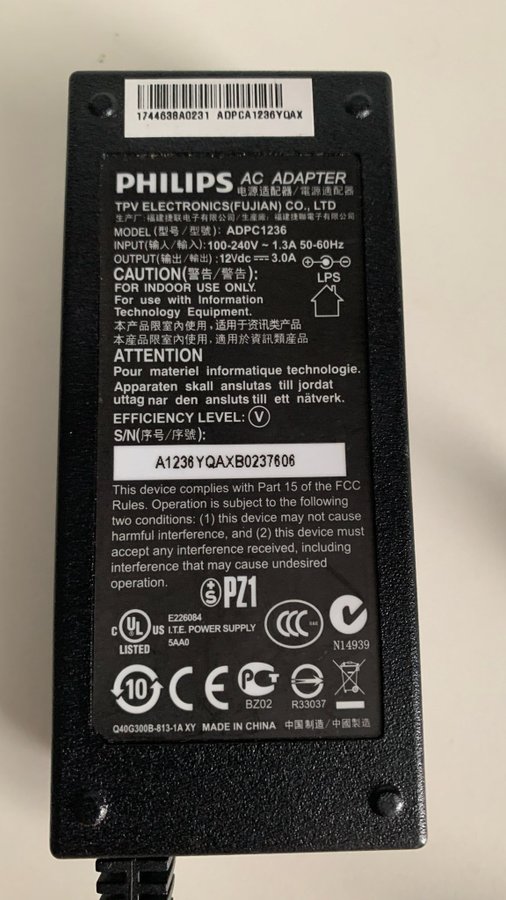 1744638A0231 ADPCA1236YQAX
PHILIPS AC ADAPTER
电源适配器/電源適配器
TPV ELECTRONICS(FUJIAN) CO., LTD
生产厂: 福建捷联电子有限公司/生産廠: 福建捷聯電子有限公司
MODEL (型号/型號): ADPC1236
INPUT(输入/輸入): 100-240V ~ 1.3A 50-60Hz
OUTPUT(输出/輸出): 12Vdc 3.0A
CAUTION(警告/警告): LPS
FOR INDOOR USE ONLY.
For use with Information
Technology Equipment.
本产品限室內使用, 适用于资讯类产品
本產品限室內使用, 適用於資訊類產品
ATTENTION
Pour materiel informatique technologie.
Apparaten skall anslutas till jordat
uttag nar den ansluts till ett nätverk.
EFFICIENCY LEVEL: V
S/N(序号/序號):
A1236YQAXB0237606
This device complies with Part 15 of the FCC
Rules. Operation is subject to the following
two conditions: (1) this device may not cause
harmful interference, and (2) this device must
accept any interference received, including
interference that may cause undesired
operation.
S PZ1
c UL US LISTED
E226084
I.T.E. POWER SUPPLY
5AA0
CCC S&E
N14939
10 CE
BZ02
R33037
Q40G300B-813-1A XY MADE IN CHINA 中国制造/中國製造